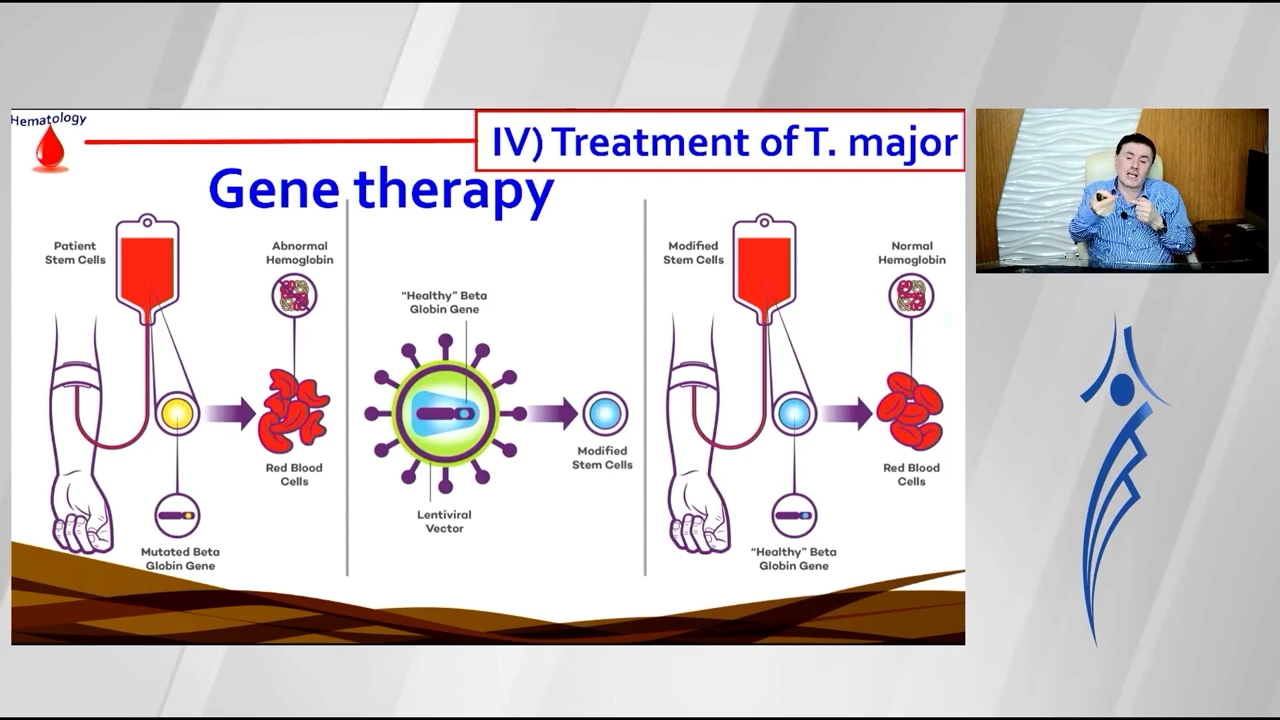 Hematology
IV) Treatment of T. major
Gene therapy
Patient
Stem Cells
Abnormal
Hemoglobin
Red Blood
Cells
Mutated Beta
Globin Gene
“Healthy” Beta
Globin Gene
Lentiviral
Vector
Modified
Stem Cells
Modified
Stem Cells
Normal
Hemoglobin
Red Blood
Cells
“Healthy” Beta
Globin Gene